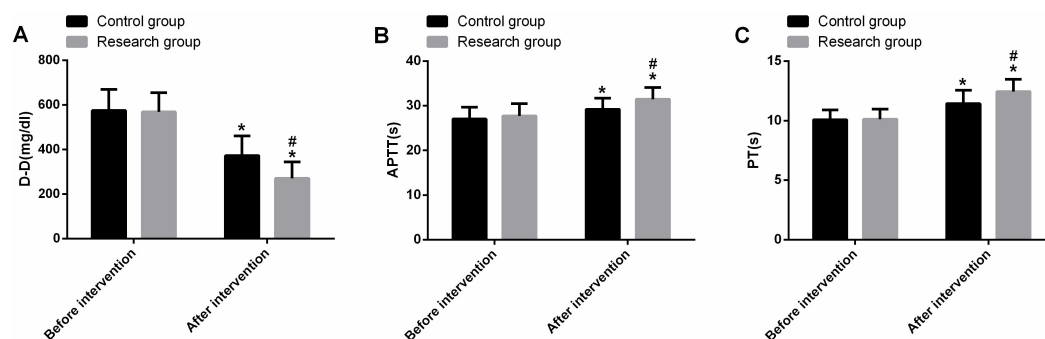 A
Control group
Research group
D-D(mg/dl)
800
600
400
200
0
*
#
*
Before intervention
After intervention
B
Control group
Research group
APTT(s)
40
30
20
10
0
*
#
*
Before intervention
After intervention
C
Control group
Research group
PT(s)
15
10
5
0
*
#
*
Before intervention
After intervention